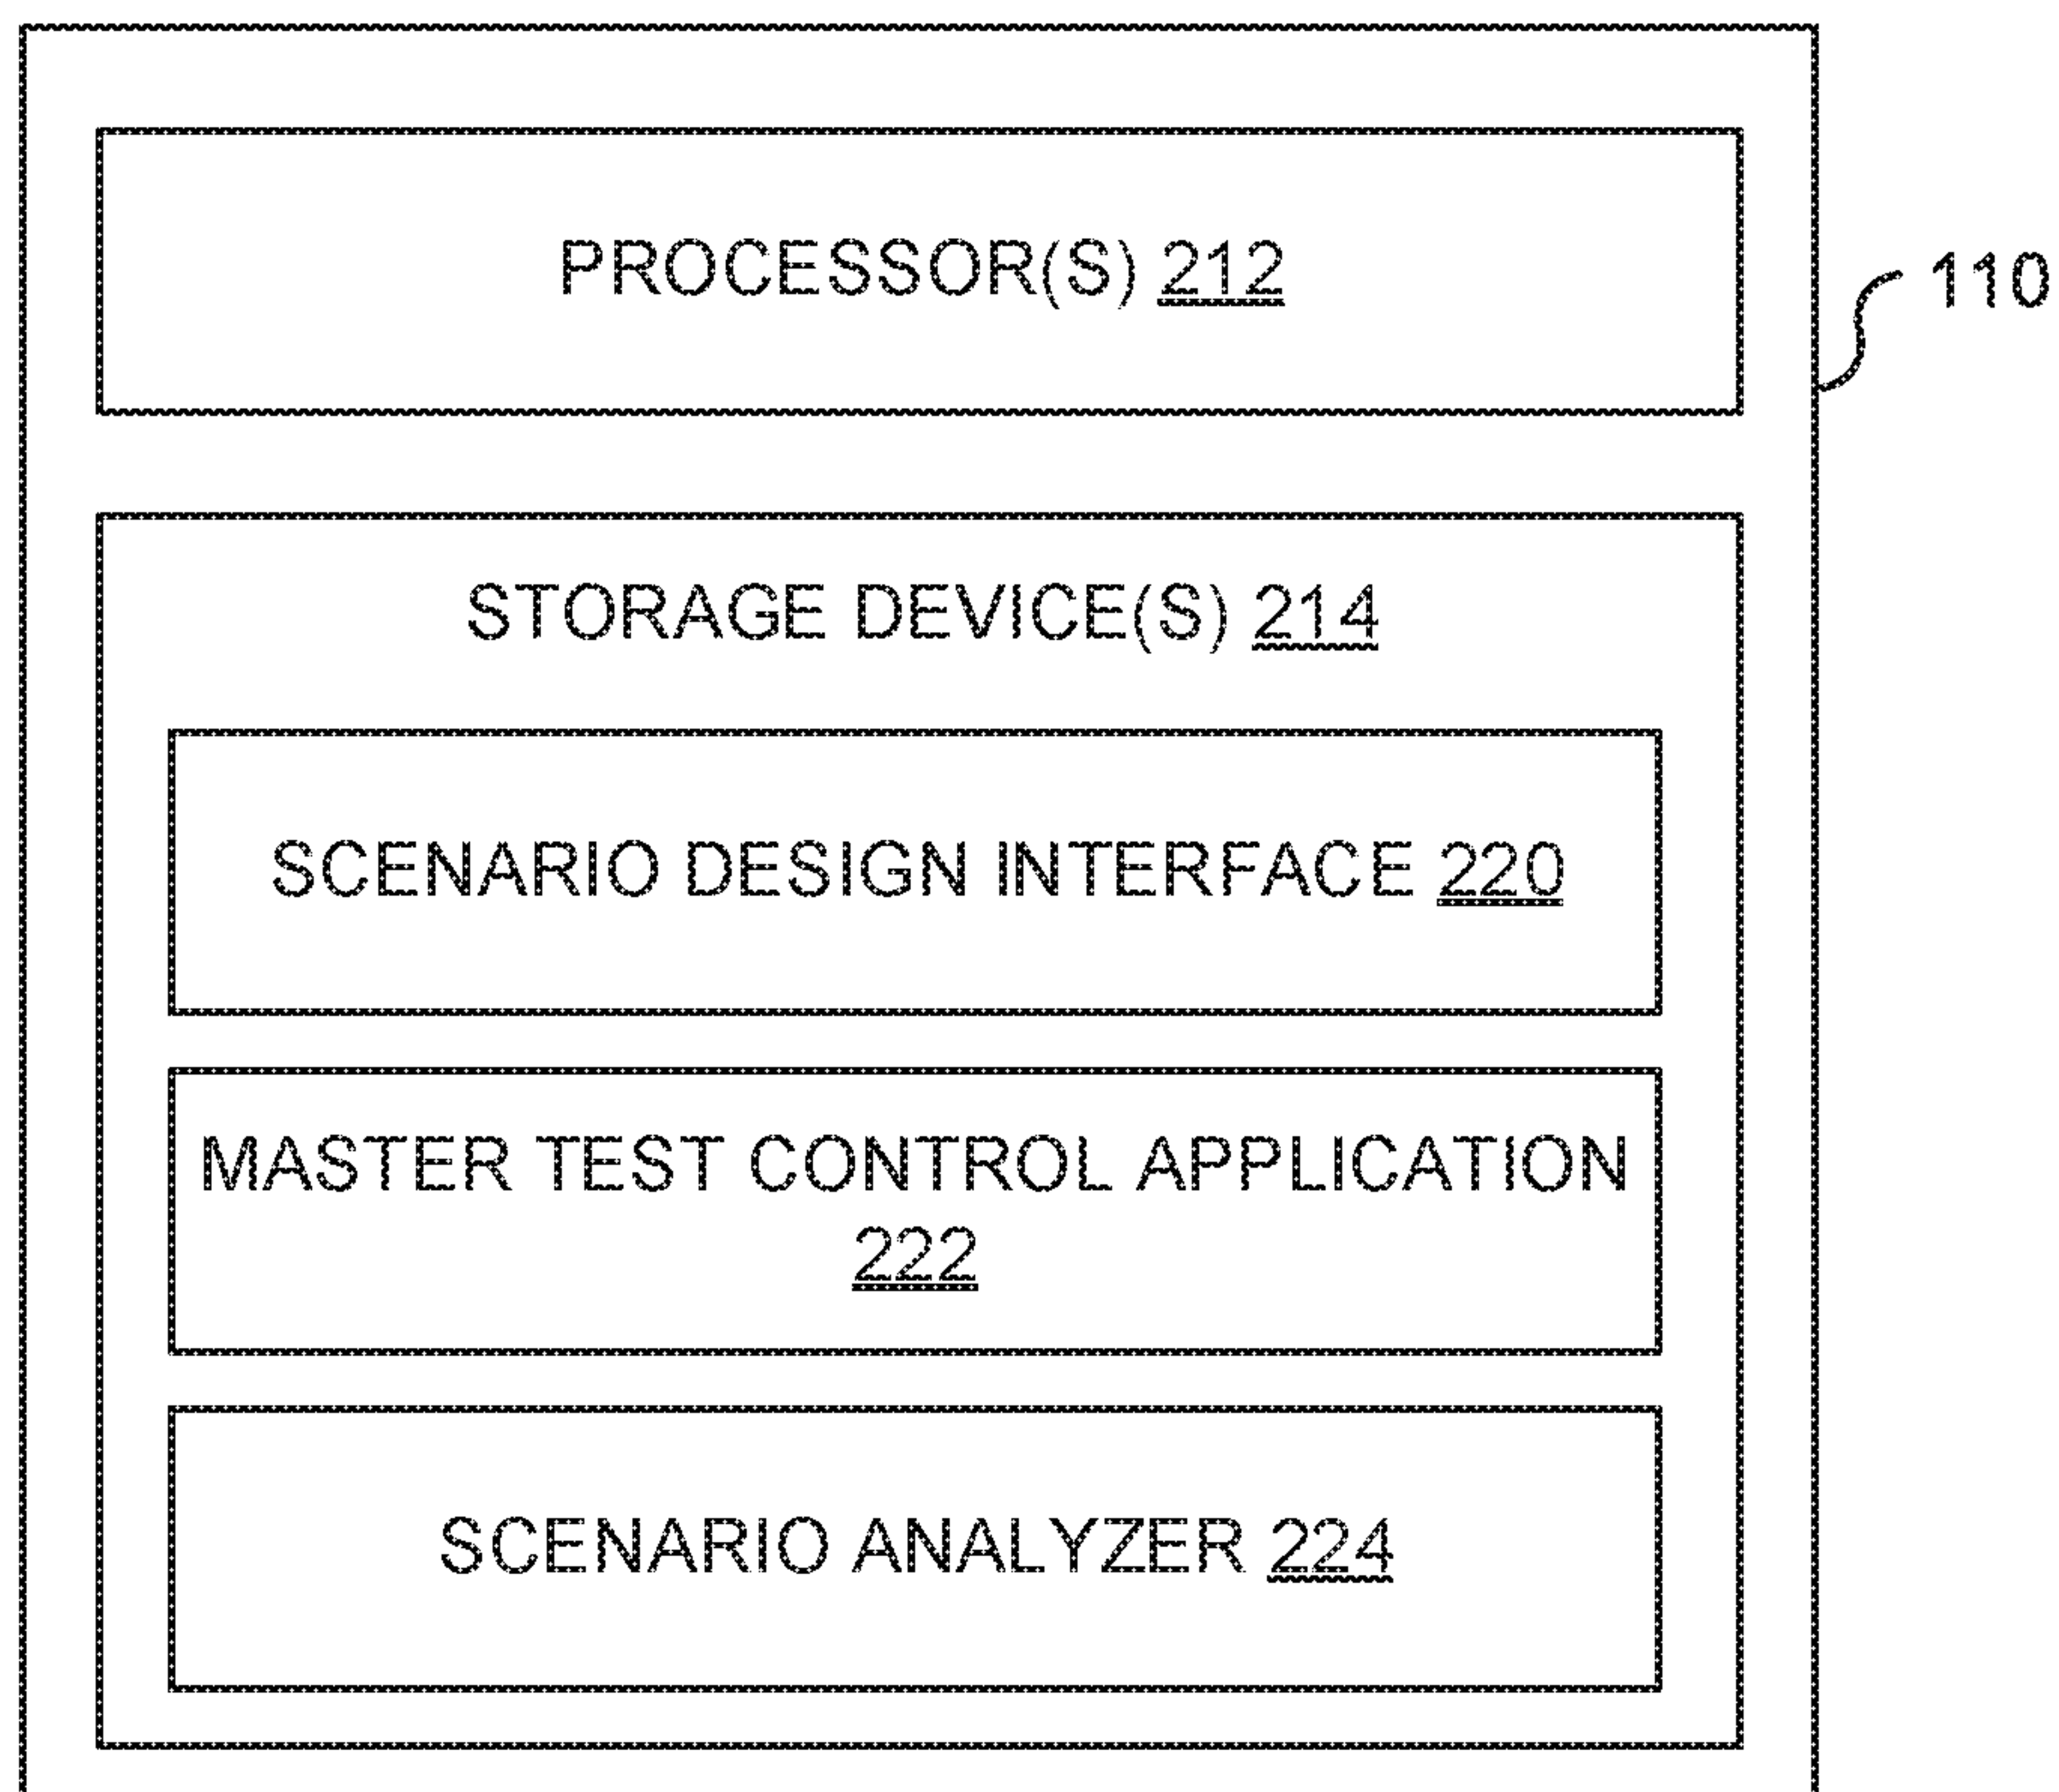 PROCESSOR(S) 212
110
STORAGE DEVICE(S) 214
SCENARIO DESIGN INTERFACE 220
MASTER TEST CONTROL APPLICATION
222
SCENARIO ANALYZER 224